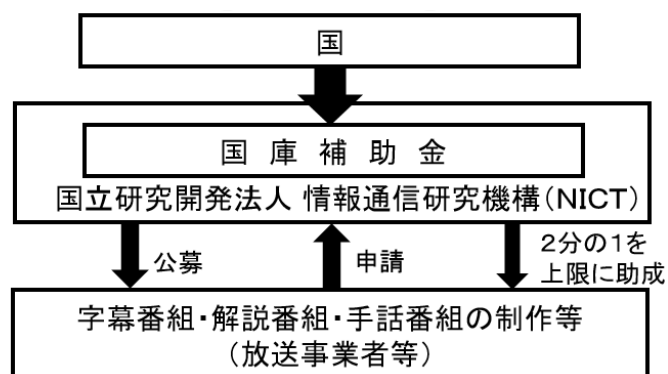 国
国庫補助金
国立研究開発法人 情報通信研究機構(NICT)
公募
申請
2分の1を
上限に助成
字幕番組・解説番組・手話番組の制作等
(放送事業者等)